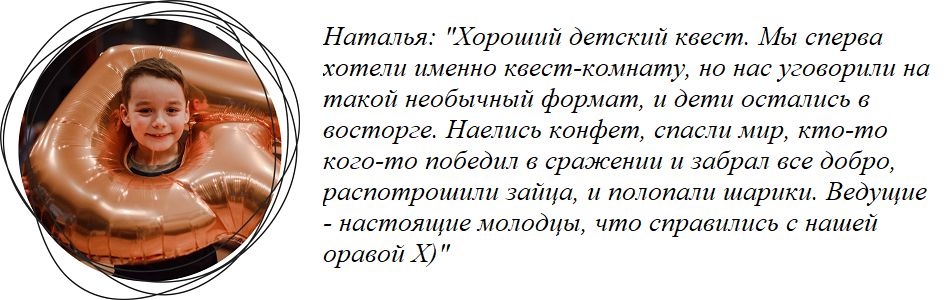 Наталья: "Хороший детский квест. Мы сперва
хотели именно квест-комнату, но нас уговорили на
такой необычный формат, и дети остались в
восторге. Наелись конфет, спасли мир, кто-то
кого-то победил в сражении и забрал все добро,
распотрошили зайца, и полопали шарики. Ведущие
- настоящие молодцы, что справились с нашей
оравой Х)"